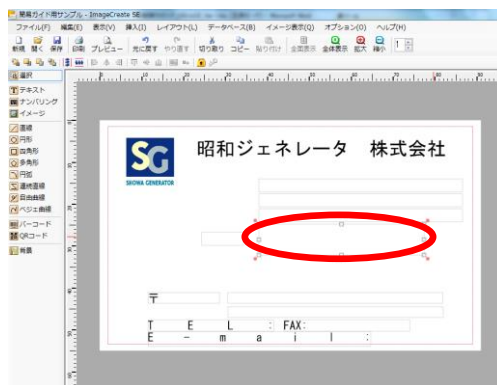 簡易ガイド用サンプル - ImageCreate SE
ファイル(F) 編集(E) 表示(V) 挿入(I) レイアウト(L) データベース(B) イメージ表示(Q) オプション(O) ヘルプ(H)
新規 開く 保存 印刷 プレビュー 元に戻す やり直す 切り取り コピー 貼り付け 全面表示 全体表示 拡大 縮小 1
選択
テキスト
ナンバリング
イメージ
直線
円形
四角形
多角形
円弧
連続直線
自由曲線
ベジェ曲線
バーコード
QRコード
背景
SG 昭和ジェネレータ 株式会社
SHOWA GENERATOR
〒
TEL: FAX:
E-mail: